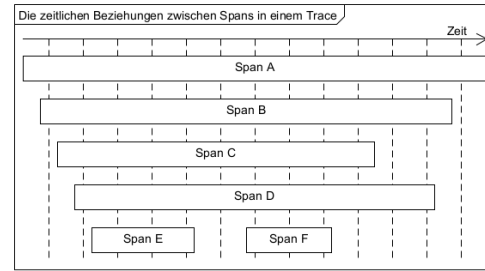 Die zeitlichen Beziehungen zwischen Spans in einem Trace
Zeit
Span A
Span B
Span C
Span D
Span E Span F